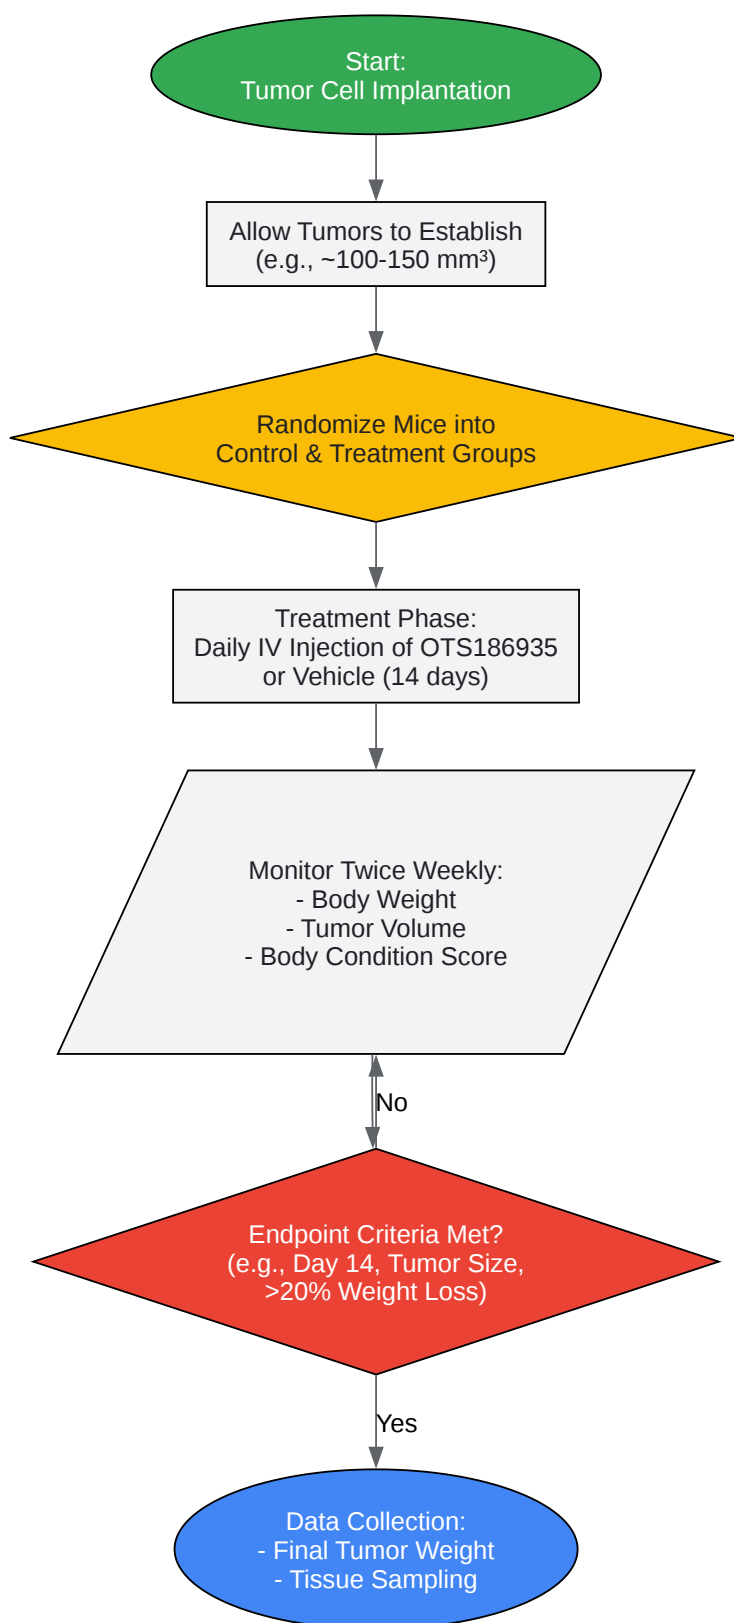 Start:
Tumor Cell Implantation
Allow Tumors to Establish
(e.g., ~100-150 mm³)
Randomize Mice into
Control & Treatment Groups
Treatment Phase:
Daily IV Injection of OTS186935
or Vehicle (14 days)
Monitor Twice Weekly:
- Body Weight
- Tumor Volume
- Body Condition Score
No
Endpoint Criteria Met?
(e.g., Day 14, Tumor Size,
>20% Weight Loss)
Yes
Data Collection:
- Final Tumor Weight
- Tissue Sampling